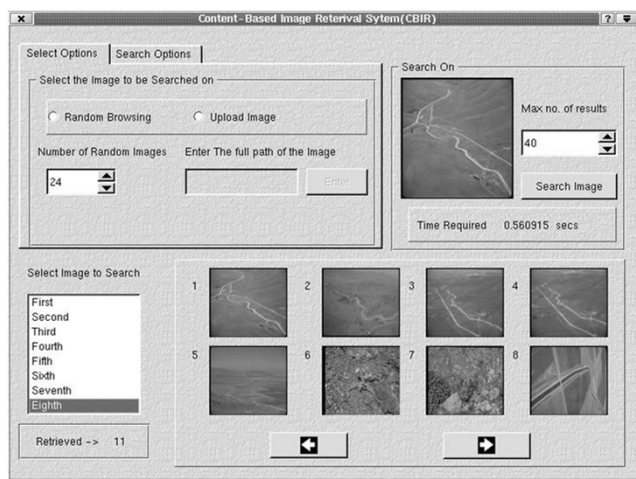 Content-Based Image Reterival Sytem(CBIR)
Select Options Search Options
Select the Image to be Searched on
Random Browsing Upload Image
Number of Random Images Enter The full path of the Image
24 Enter
Search On
Max no. of results
40
Search Image
Time Required 0.560915 secs
Select Image to Search
First
Second
Third
Fourth
Fifth
Sixth
Seventh
Eighth
Retrieved -> 11
1 2 3 4
5 6 7 8